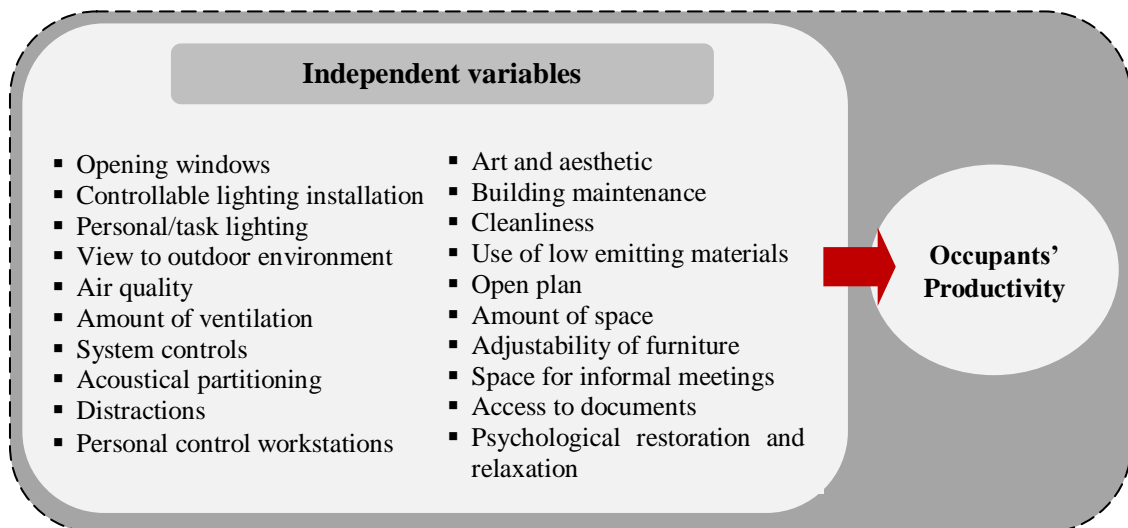 Independent variables
▪ Opening windows
▪ Controllable lighting installation
▪ Personal/task lighting
▪ View to outdoor environment
▪ Air quality
▪ Amount of ventilation
▪ System controls
▪ Acoustical partitioning
▪ Distractions
▪ Personal control workstations
▪ Art and aesthetic
▪ Building maintenance
▪ Cleanliness
▪ Use of low emitting materials
▪ Open plan
▪ Amount of space
▪ Adjustability of furniture
▪ Space for informal meetings
▪ Access to documents
▪ Psychological restoration and
relaxation
Occupants’
Productivity